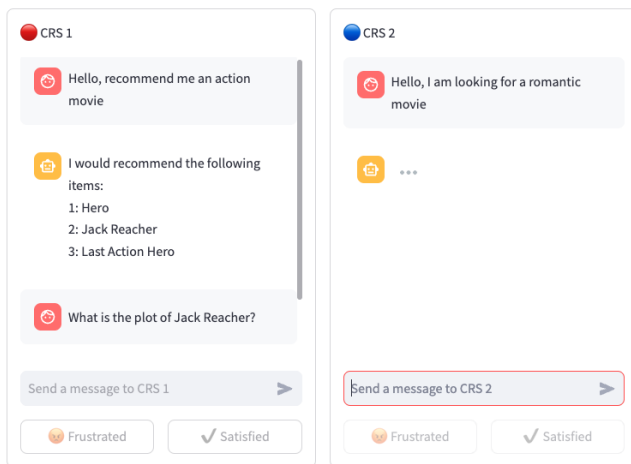 CRS 1
Hello, recommend me an action
movie
I would recommend the following
items:
1: Hero
2: Jack Reacher
3: Last Action Hero
What is the plot of Jack Reacher?
Send a message to CRS 1
Frustrated
Satisfied
CRS 2
Hello, I am looking for a romantic
movie
Send a message to CRS 2
Frustrated
Satisfied